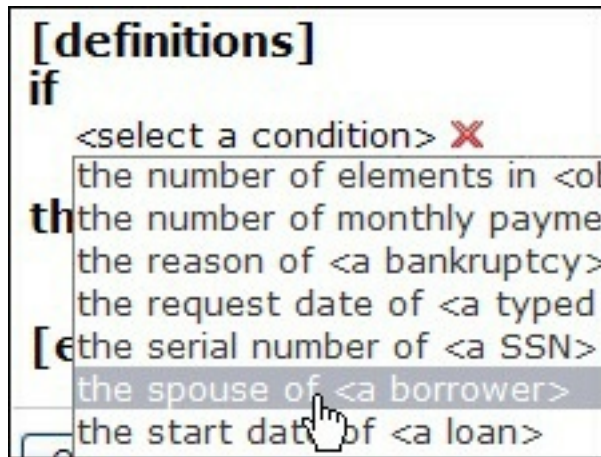 [definitions]
if
<select a condition>
the number of elements in
th
the number of monthly
the reason of <a bankruptcy>
the request date of <a typed
[e
the serial number of <a SSN>
the spouse of <a borrower>
the start date of <a loan>